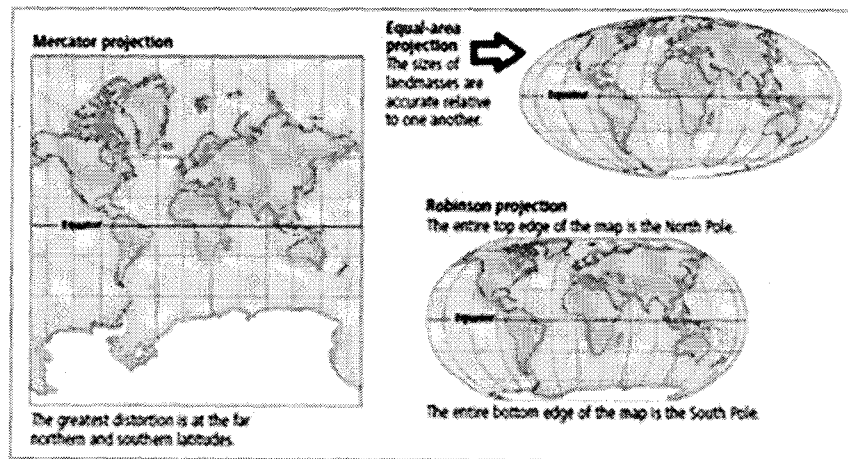 Mercator projection
Equator
The greatest distortion is at the far
northern and southern latitudes.
Equal-area
projection
The sizes of
landmasses are
accurate relative
to one another.
Equator
Robinson projection
The entire top edge of the map is the North Pole.
Equator
The entire bottom edge of the map is the South Pole.